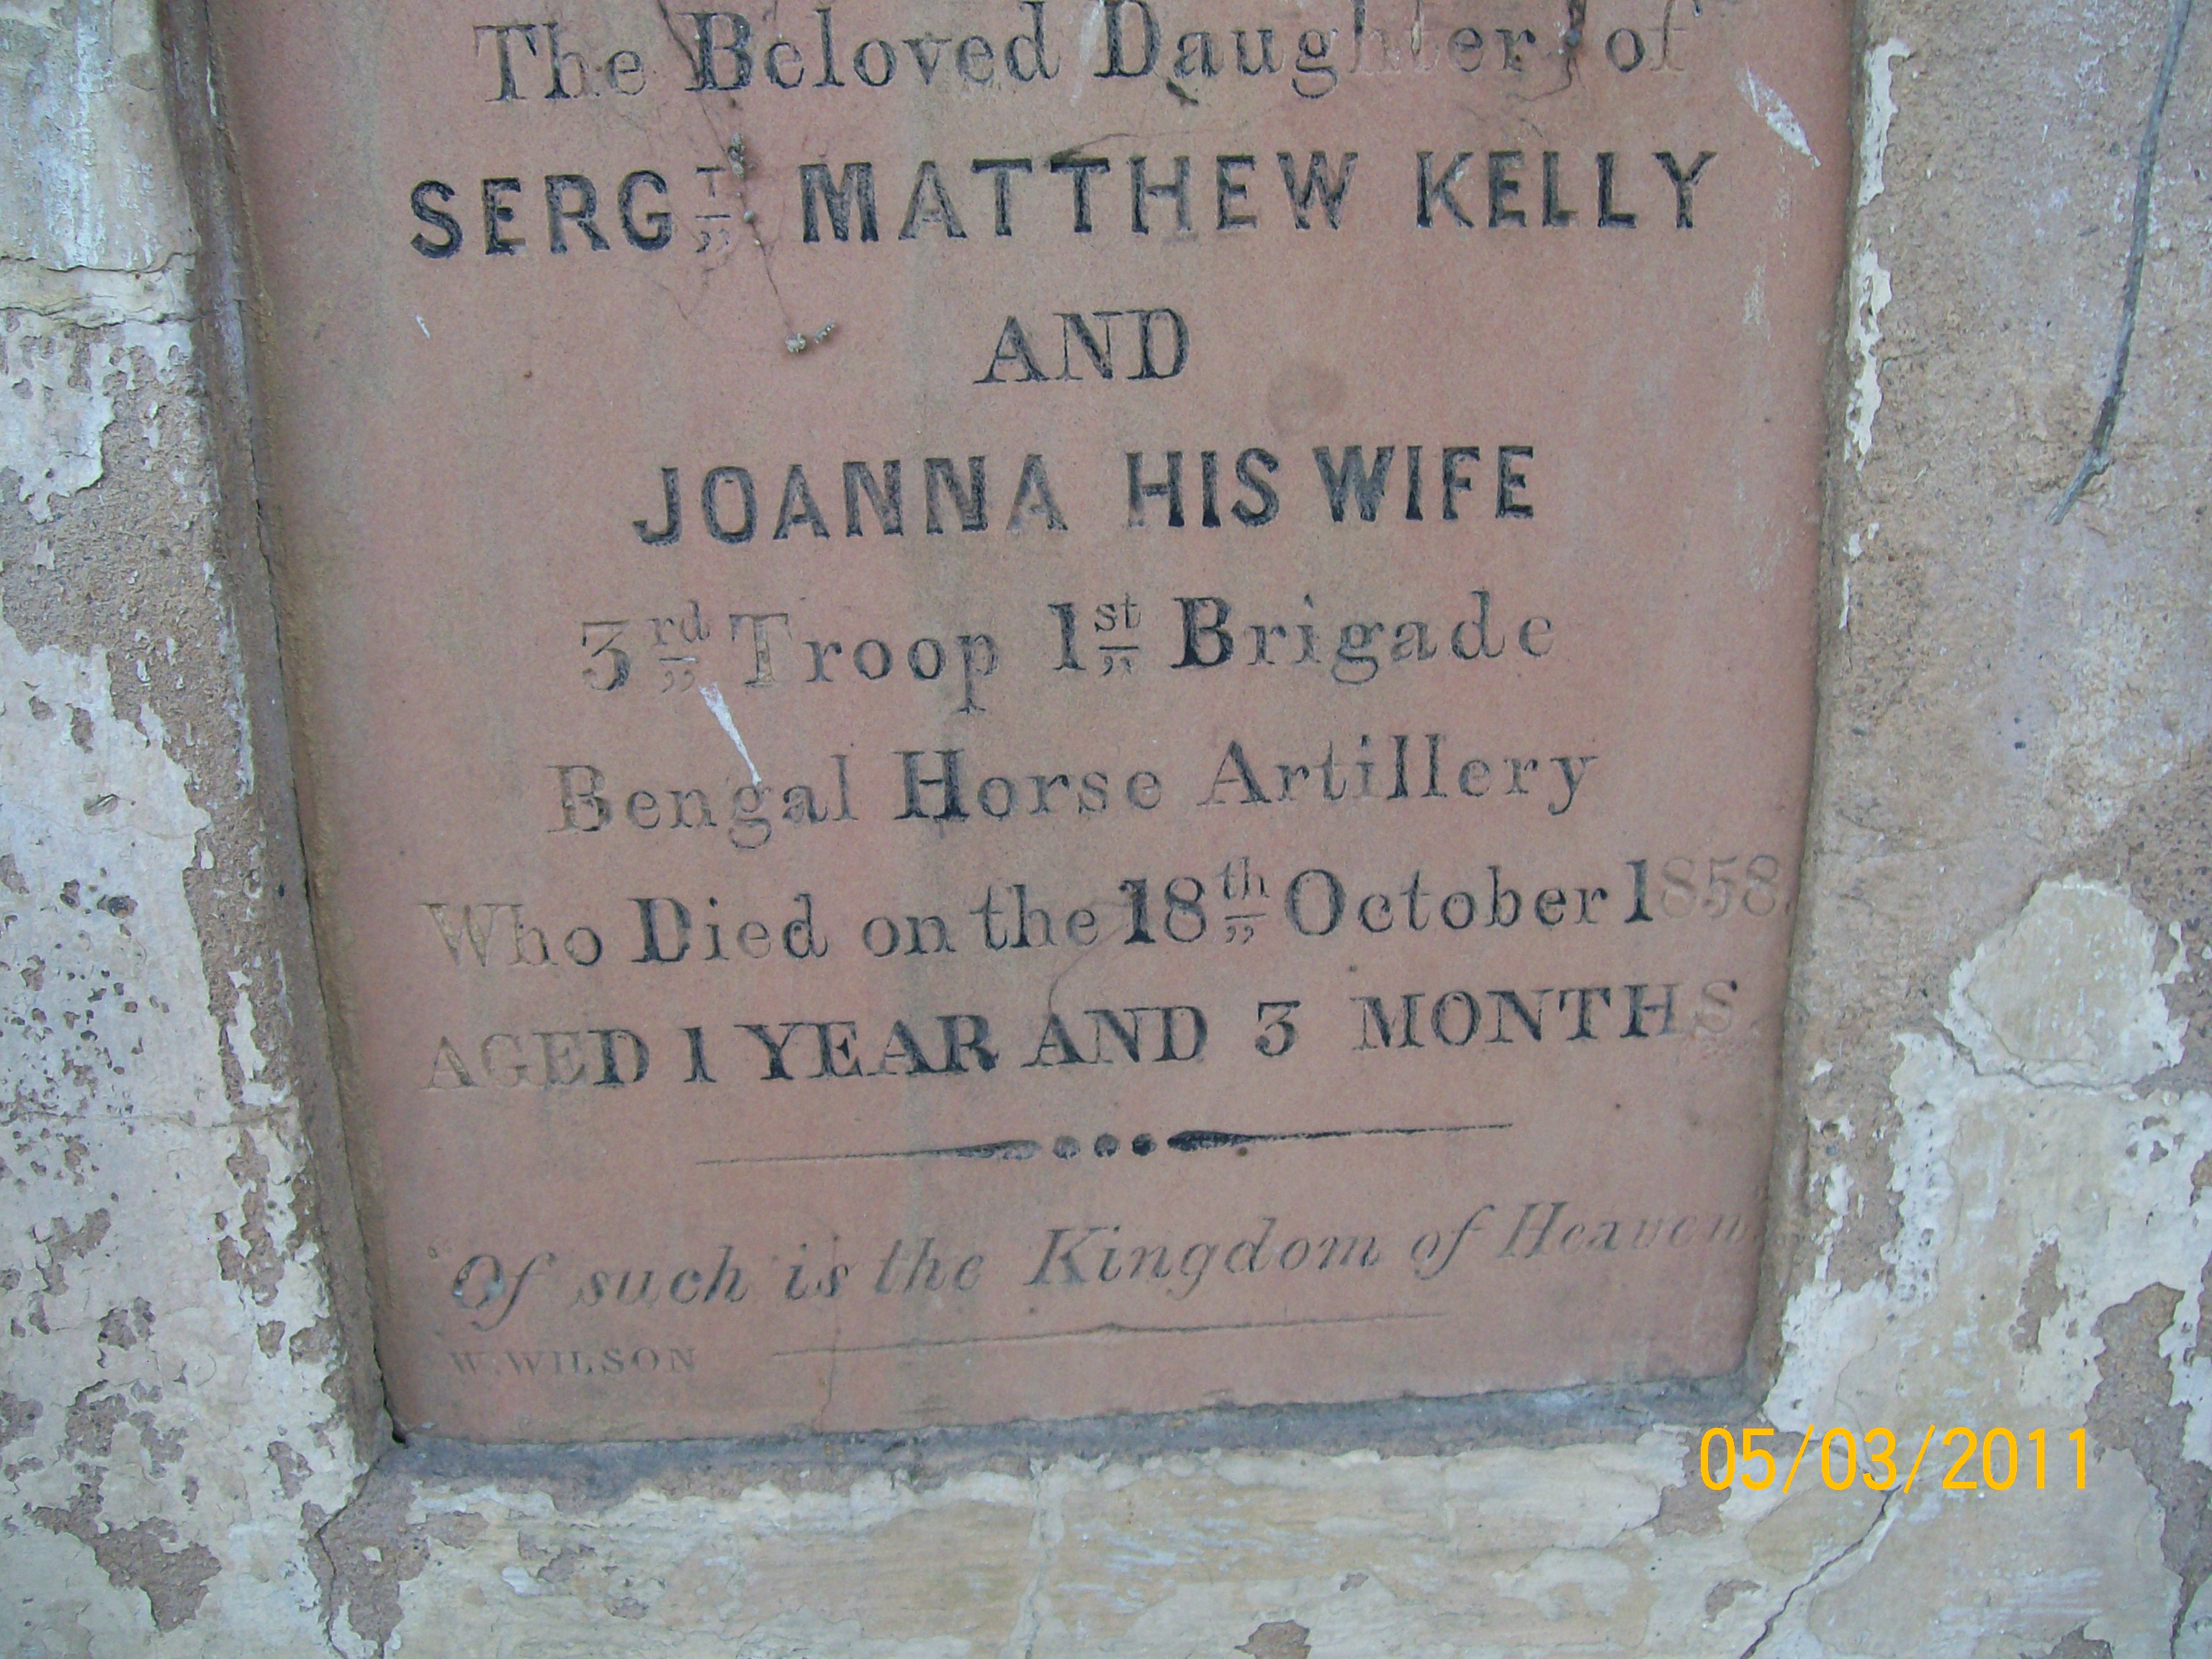 The Beloved Daughter of
SERGT,, MATTHEW KELLY
AND
JOANNA HIS WIFE
3rd,, Troop 1st,, Brigade
Bengal Horse Artillery
Who Died on the 18th,, October 1858.
AGED 1 YEAR AND 3 MONTHS.
"Of such is the Kingdom of Heaven.
W. WILSON
05/03/2011